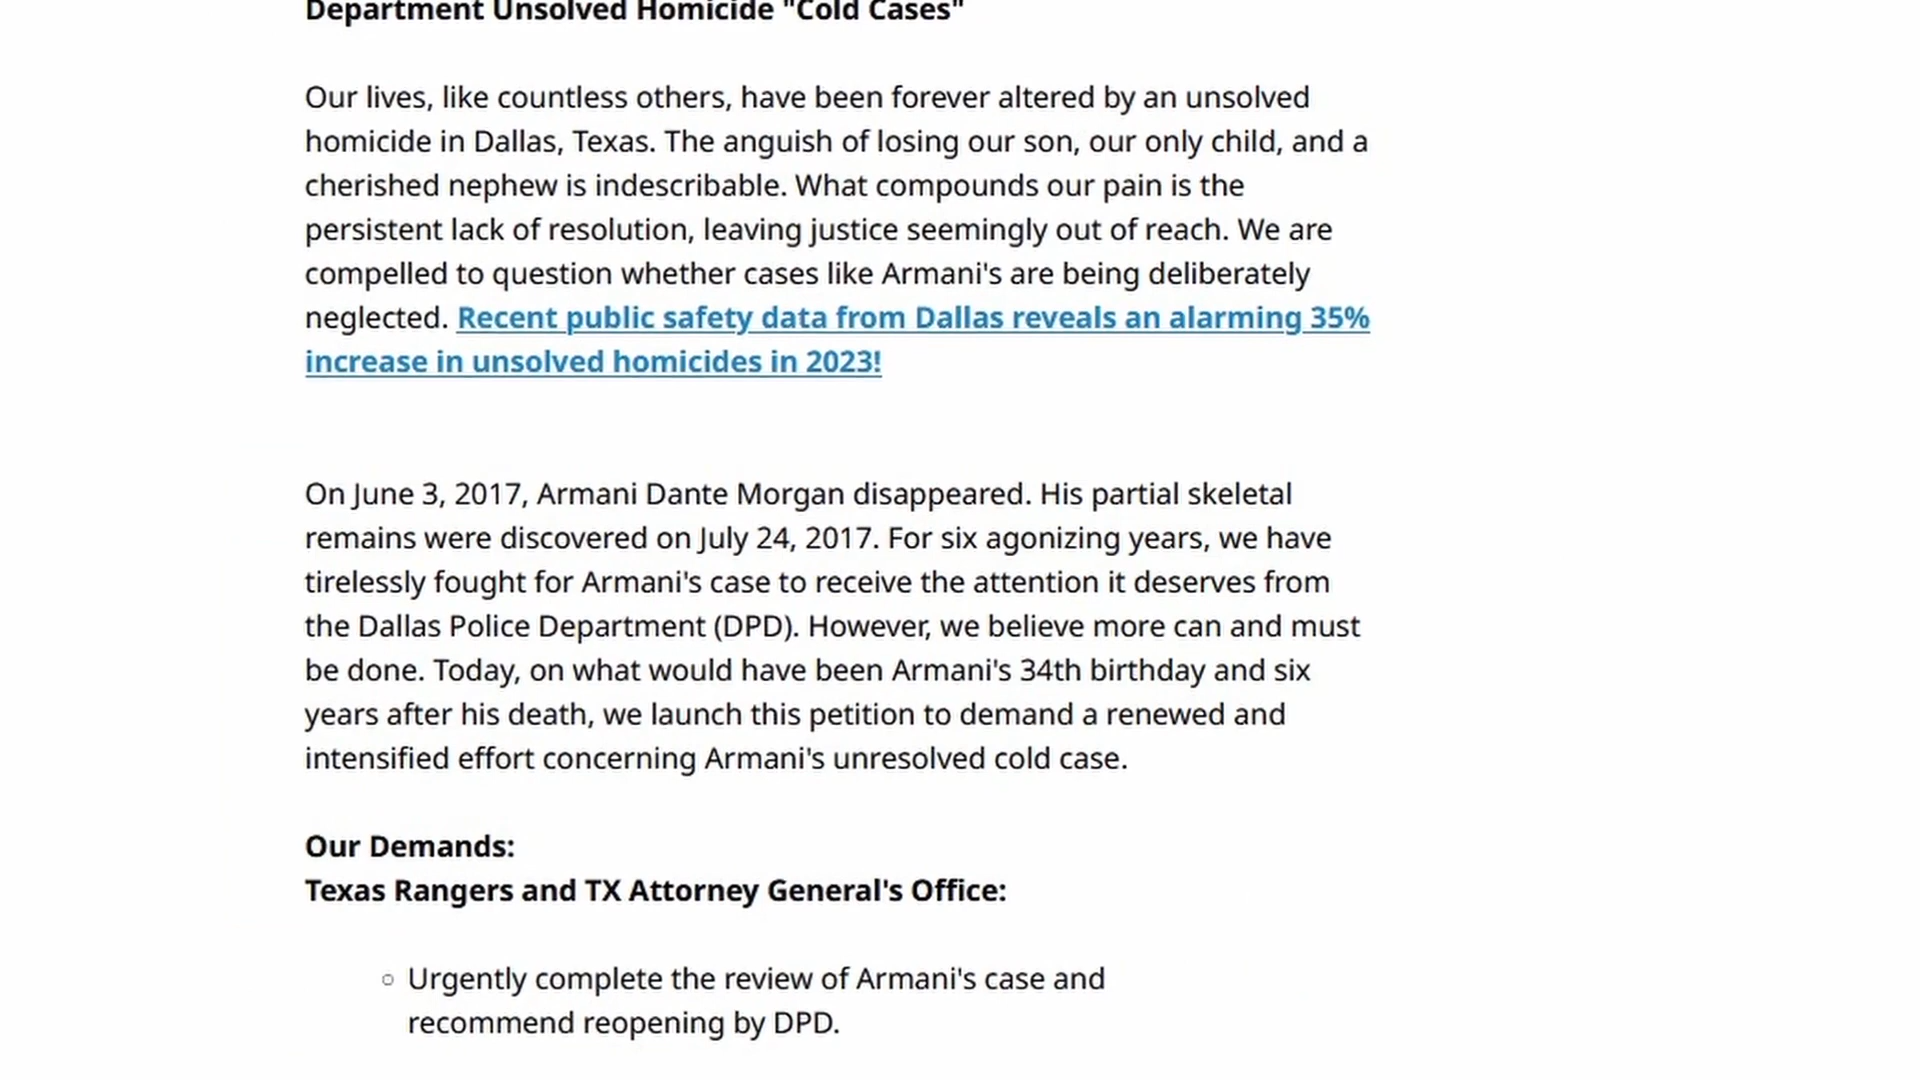 Department Unsolved Homicide "Cold Cases"
Our lives, like countless others, have been forever altered by an unsolved
homicide in Dallas, Texas. The anguish of losing our son, our only child, and a
cherished nephew is indescribable. What compounds our pain is the
persistent lack of resolution, leaving justice seemingly out of reach. We are
compelled to question whether cases like Armani's are being deliberately
neglected. Recent public safety data from Dallas reveals an alarming 35%
increase in unsolved homicides in 2023!
On June 3, 2017, Armani Dante Morgan disappeared. His partial skeletal
remains were discovered on July 24, 2017. For six agonizing years, we have
tirelessly fought for Armani's case to receive the attention it deserves from
the Dallas Police Department (DPD). However, we believe more can and must
be done. Today, on what would have been Armani's 34th birthday and six
years after his death, we launch this petition to demand a renewed and
intensified effort concerning Armani's unresolved cold case.
Our Demands:
Texas Rangers and TX Attorney General's Office:
○ Urgently complete the review of Armani's case and
recommend reopening by DPD.